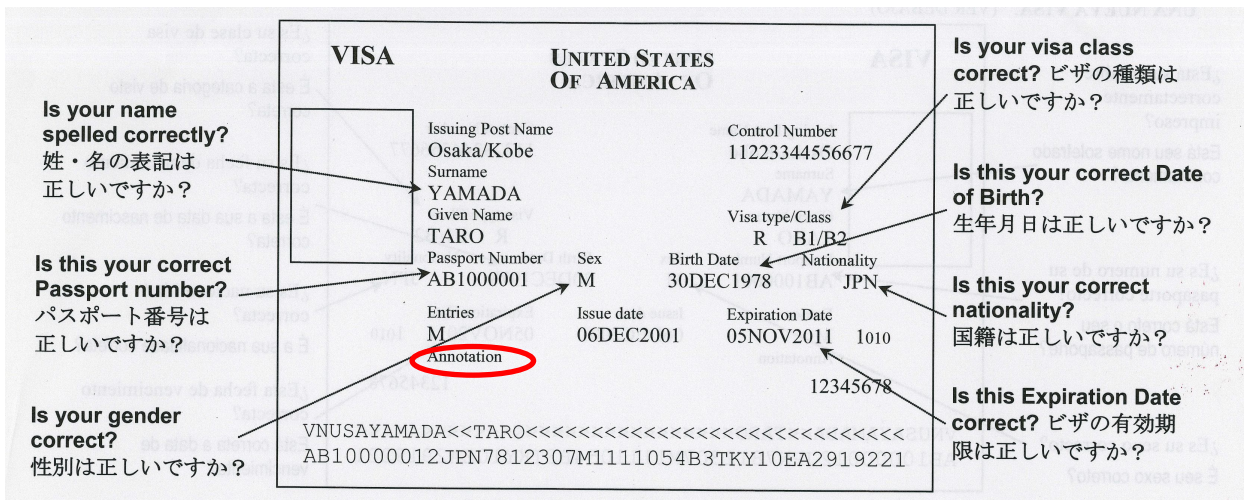 VISA
UNITED STATES
OF AMERICA
Is your name
spelled correctly?
姓・名の表記は
正しいですか？
Is this your correct
Passport number?
パスポート番号は
正しいですか？
Is your gender
correct?
性別は正しいですか？
Issuing Post Name
Osaka/Kobe
Control Number
11223344556677
Surname
YAMADA
Given Name
TARO
Visa type/Class
R B1/B2
Passport Number Sex Birth Date Nationality
AB1000001 M 30DEC1978 JPN
Entries Issue date Expiration Date
M 06DEC2001 05NOV2011 1010
Annotation
12345678
VNUSAYAMADA<<TARO<<<<<<<<<<<<<<<<<<<<<<<<<<<
AB10000012JPN7812307M1111054B3TKY10EA2919221
Is your visa class
correct? ビザの種類は
正しいですか？
Is this your correct Date
of Birth?
生年月日は正しいですか？
Is this your correct
nationality?
国籍は正しいですか？
Is this Expiration Date
correct? ビザの有効期
限は正しいですか？